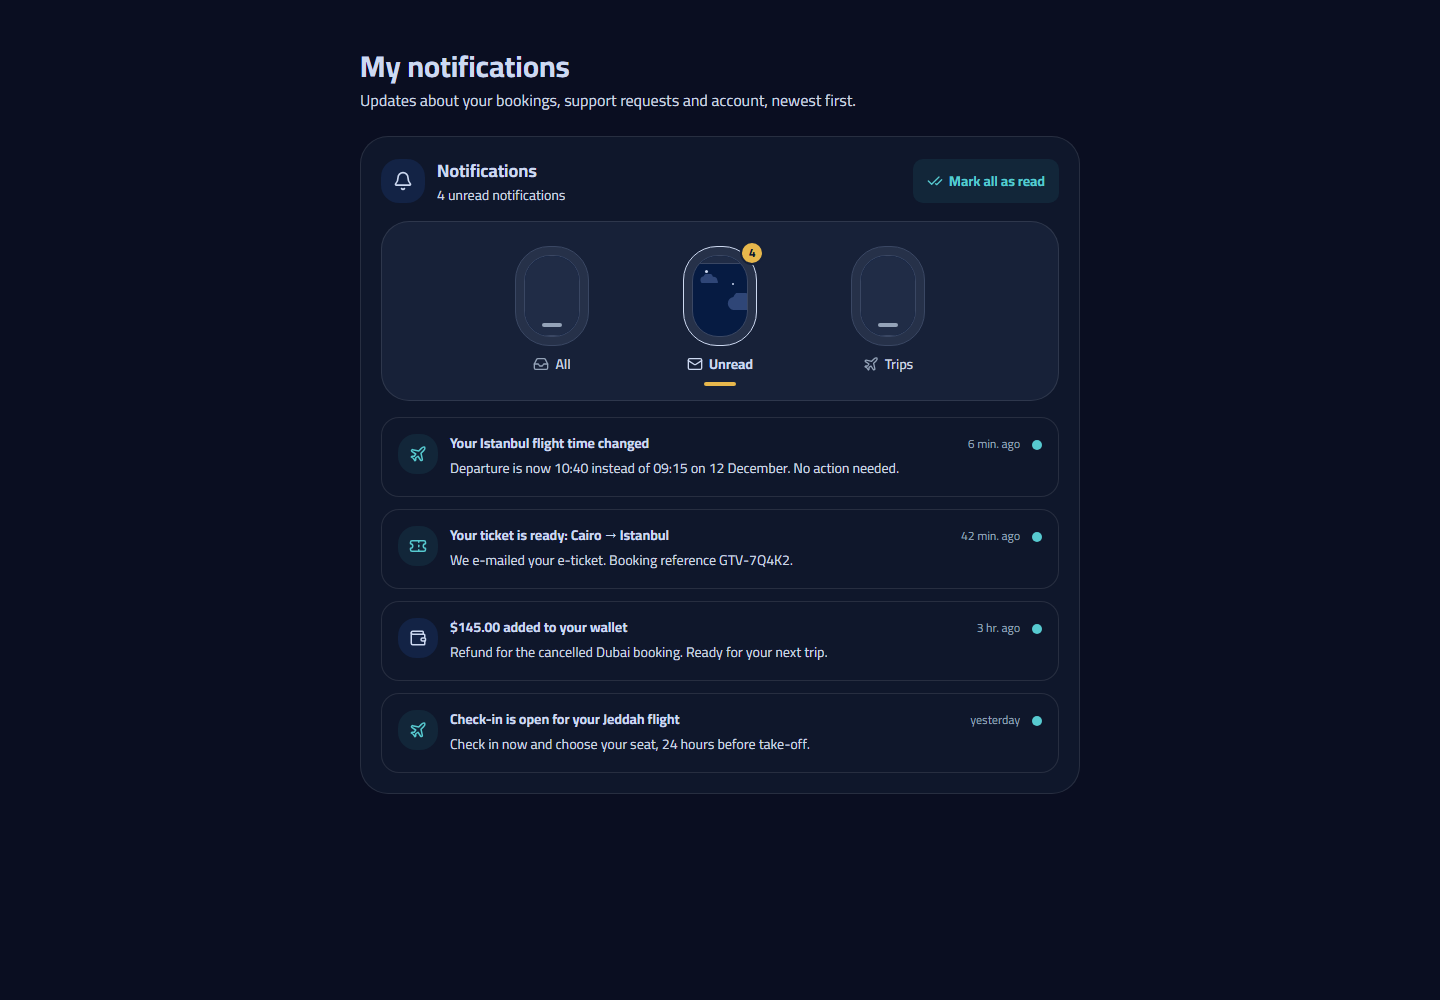 My notifications
Updates about your bookings, support requests and account, newest first.
Notifications
4 unread notifications
Mark all as read
4
All
Unread
Trips
Your Istanbul flight time changed
6 min. ago
Departure is now 10:40 instead of 09:15 on 12 December. No action needed.
Your ticket is ready: Cairo → Istanbul
42 min. ago
We e-mailed your e-ticket. Booking reference GTV-7Q4K2.
$145.00 added to your wallet
3 hr. ago
Refund for the cancelled Dubai booking. Ready for your next trip.
Check-in is open for your Jeddah flight
yesterday
Check in now and choose your seat, 24 hours before take-off.